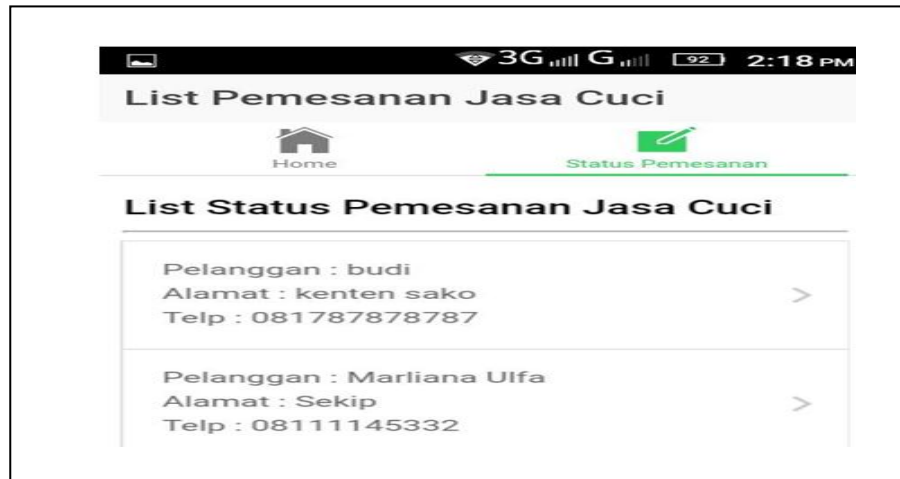 3G G 92 2:18 PM
List Pemesanan Jasa Cuci
Home Status Pemesanan
List Status Pemesanan Jasa Cuci
Pelanggan : budi
Alamat : kenten sako
Telp : 081787878787
Pelanggan : Marliana Ulfa
Alamat : Sekip
Telp : 08111145332